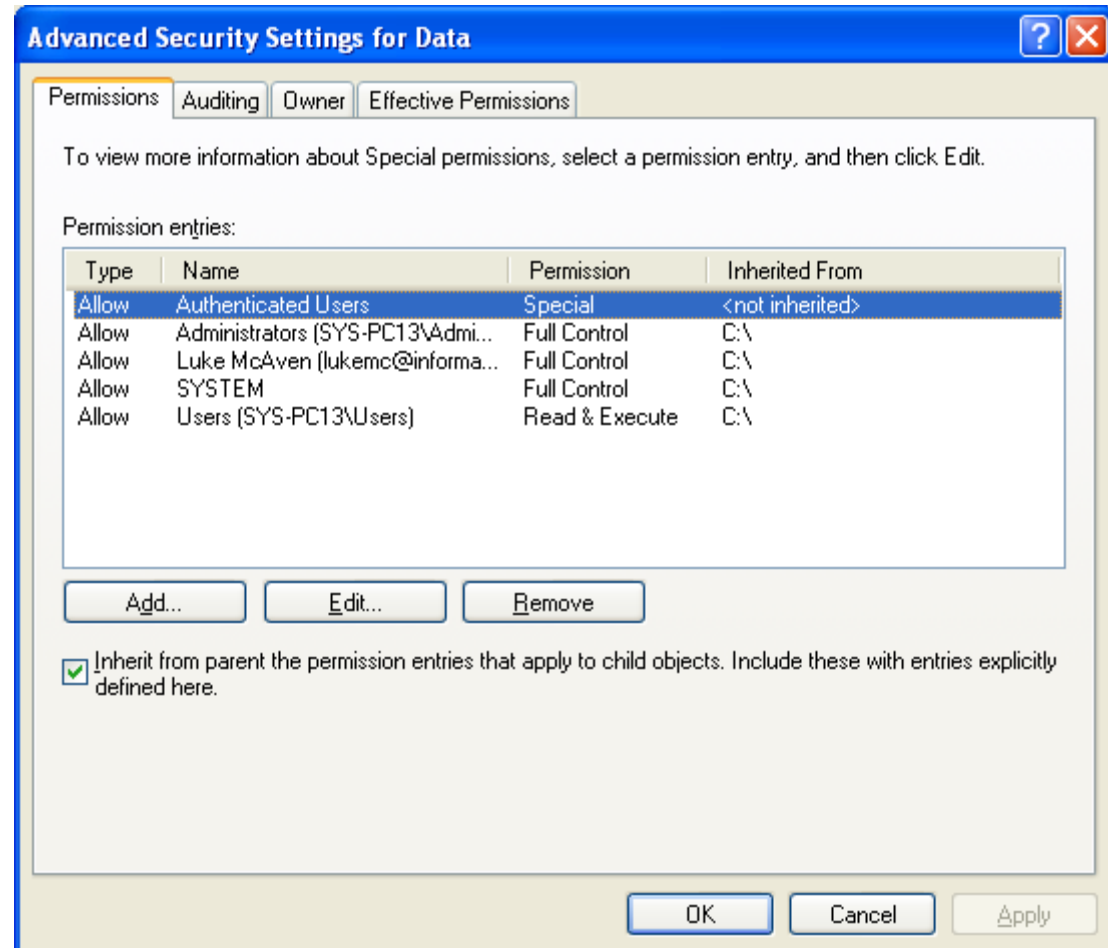 Advanced Security Settings for Data
Permissions Auditing Owner Effective Permissions
To view more information about Special permissions, select a permission entry, and then click Edit.
Permission entries:
Type Name Permission Inherited From
Allow Authenticated Users Special <not inherited>
Allow Administrators (SYS-PC13\Admi... Full Control C:\
Allow Luke McAven (lukemc@informa... Full Control C:\
Allow SYSTEM Full Control C:\
Allow Users (SYS-PC13\Users) Read & Execute C:\
Add... Edit... Remove
Inherit from parent the permission entries that apply to child objects. Include these with entries explicitly
defined here.
OK Cancel Apply